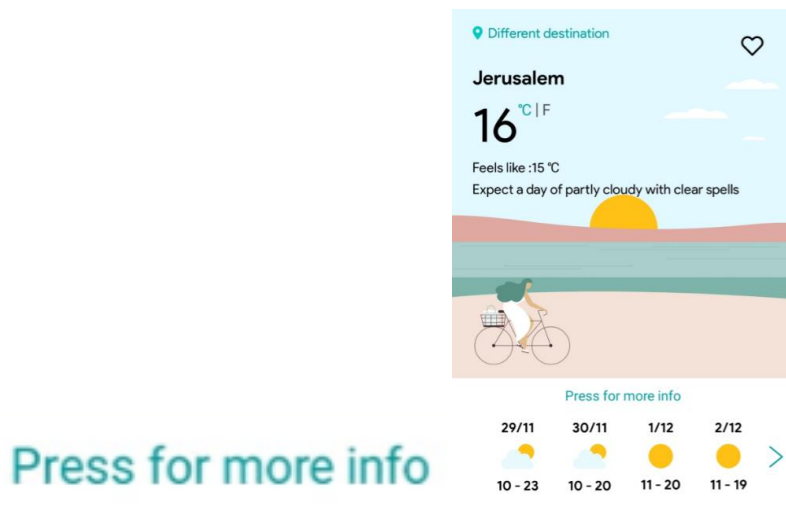 Different destination
Jerusalem
16 °C | F
Feels like :15 °C
Expect a day of partly cloudy with clear spells
Press for more info
29/11 30/11 1/12 2/12
10 - 23 10 - 20 11 - 20 11 - 19
Press for more info